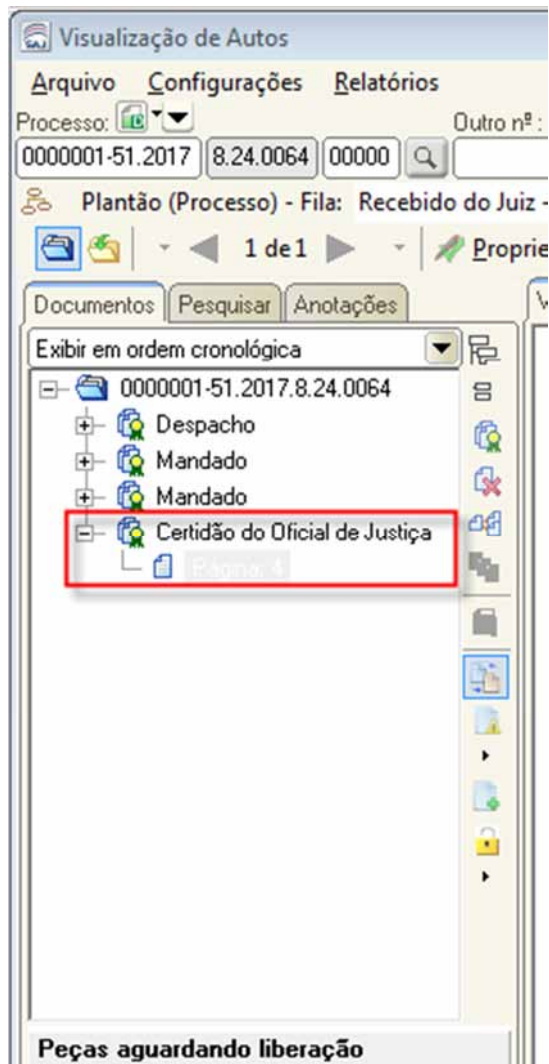 Visualização de Autos
Arquivo Configurações Relatórios
Processo: Outro nº :
0000001-51.2017 8.24.0064 00000
Plantão (Processo) - Fila: Recebido do Juiz -
1 de 1 Proprie
Documentos Pesquisar Anotações
Exibir em ordem cronológica
0000001-51.2017.8.24.0064
Despacho
Mandado
Mandado
Certidão do Oficial de Justiça
Página: 4
Peças aguardando liberação